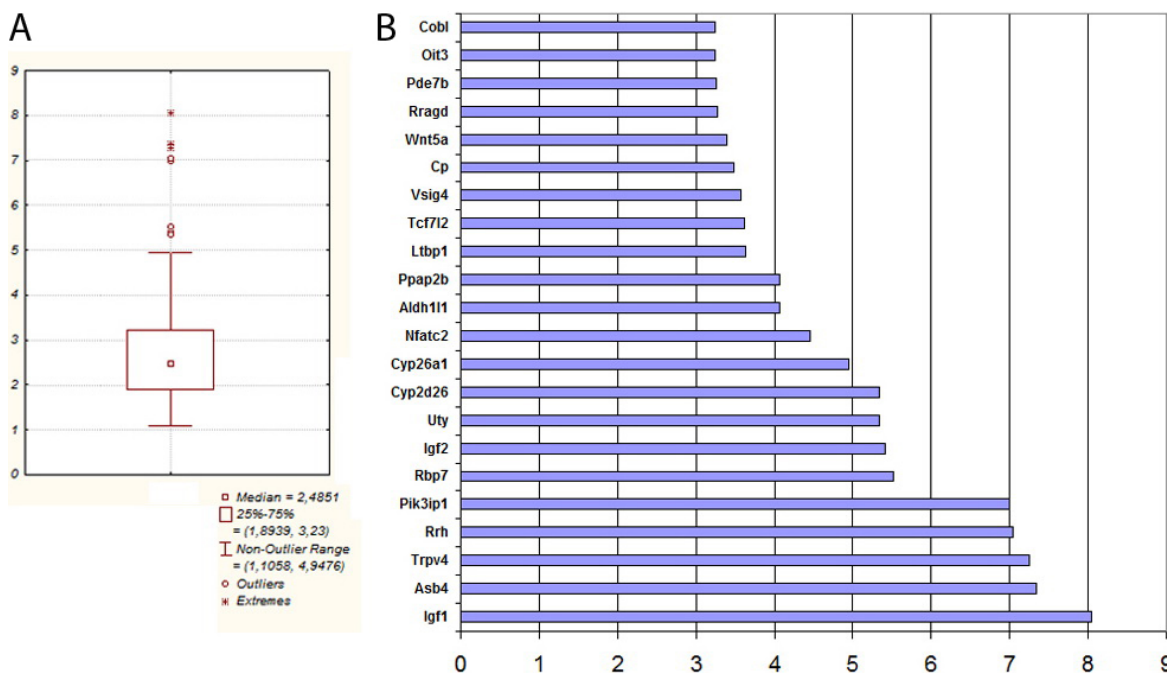 A
9
8
7
6
5
4
3
2
1
0
Median = 2,4851
25%-75%
= (1,8939, 3,23)
Non-Outlier Range
= (1,1058, 4,9476)
Outliers
Extremes
B
Cobl
Oit3
Pde7b
Rragd
Wnt5a
Cp
Vsig4
Tcf7l2
Ltbp1
Ppap2b
Aldh1l1
Nfatc2
Cyp26a1
Cyp2d26
Uty
Igf2
Rbp7
Pik3ip1
Rrh
Trpv4
Asb4
Igf1
0 1 2 3 4 5 6 7 8 9